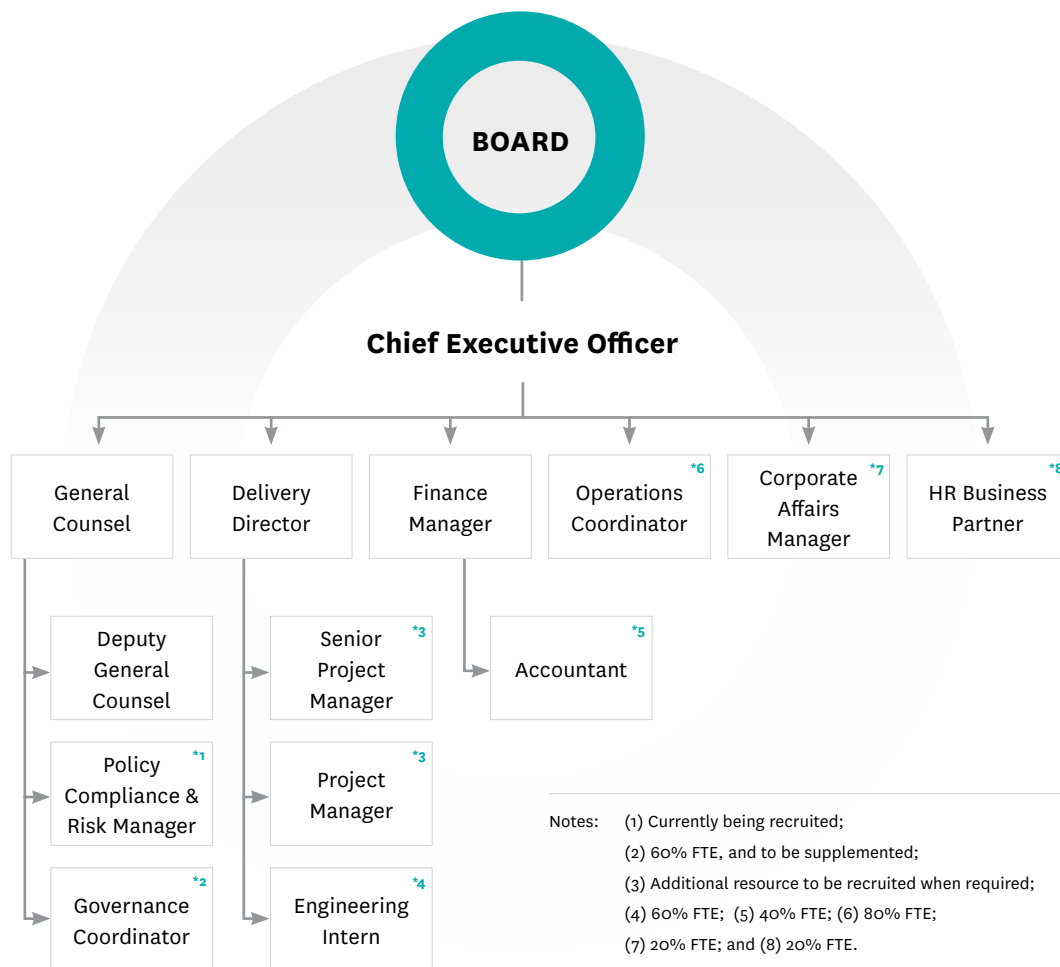 BOARD
Chief Executive Officer
General
Counsel
Delivery
Director
Finance
Manager
*6
Operations
Coordinator
*7
Corporate
Affairs
Manager
*8
HR Business
Partner
Deputy
General
Counsel
*3
Senior
Project
Manager
*5
Accountant
*1
Policy
Compliance &
Risk Manager
*3
Project
Manager
*2
Governance
Coordinator
*4
Engineering
Intern
Notes: (1) Currently being recruited;
(2) 60% FTE, and to be supplemented;
(3) Additional resource to be recruited when required;
(4) 60% FTE; (5) 40% FTE; (6) 80% FTE;
(7) 20% FTE; and (8) 20% FTE.